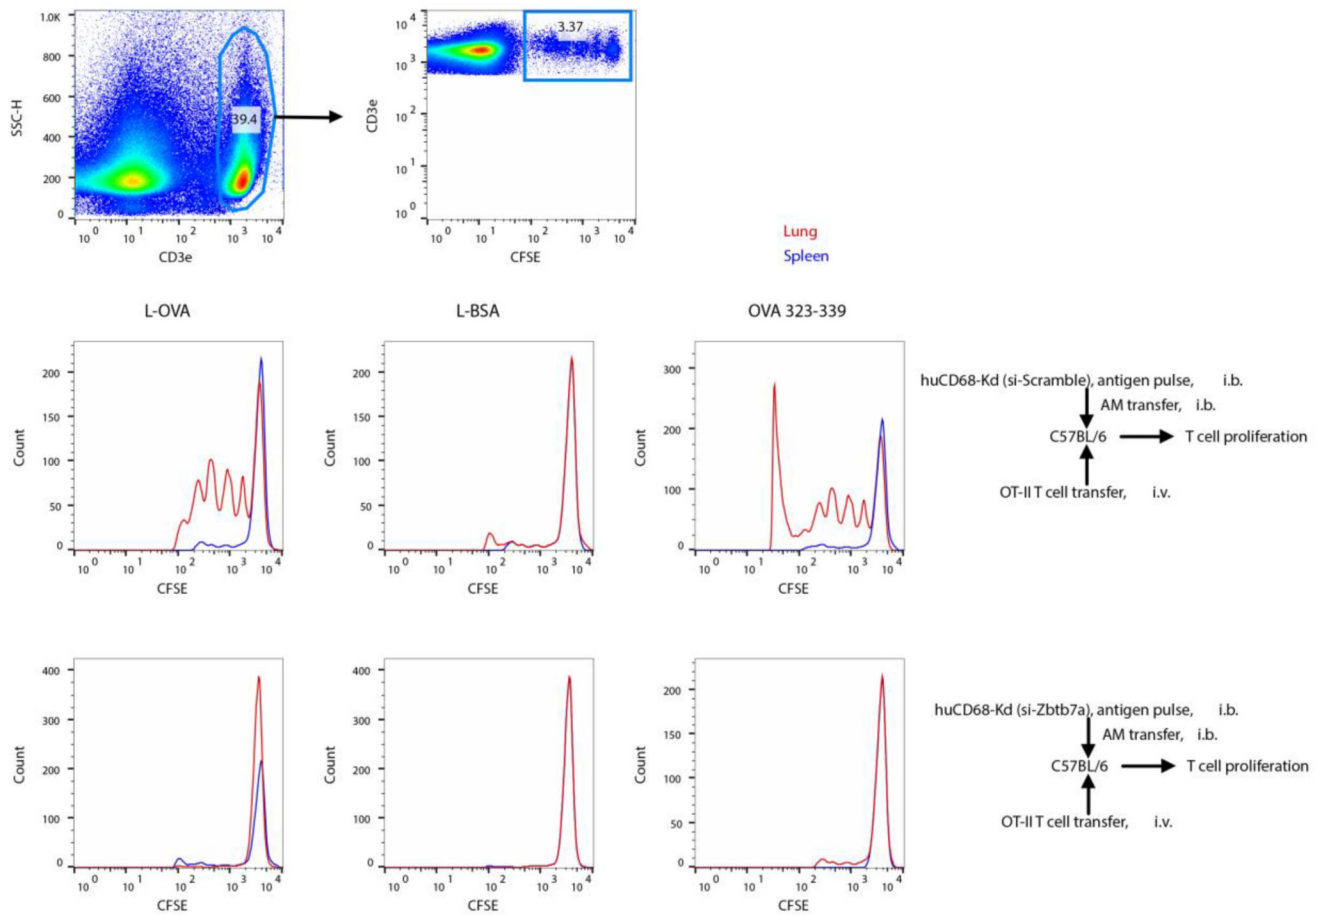 1.0K
800
600
400
200
0
SSC-H
39.4
10 0 10 1 10 2 10 3 10 4
CD3e
10 4
10 3
10 2
10 1
10 0
CD3e
3.37
10 0 10 1 10 2 10 3 10 4
CFSE
Lung
Spleen
L-OVA
L-BSA
OVA 323-339
200
150
100
50
0
Count
10 0 10 1 10 2 10 3 10 4
CFSE
200
150
100
50
0
Count
10 0 10 1 10 2 10 3 10 4
CFSE
300
200
100
0
Count
10 0 10 1 10 2 10 3 10 4
CFSE
huCD68-Kd (si-Scramble), antigen pulse, i.b.
AM transfer, i.b.
C57BL/6 T cell proliferation
OT-II T cell transfer, i.v.
400
300
200
100
0
Count
10 0 10 1 10 2 10 3 10 4
CFSE
400
300
200
100
0
Count
10 0 10 1 10 2 10 3 10 4
CFSE
200
150
100
50
0
Count
10 0 10 1 10 2 10 3 10 4
CFSE
huCD68-Kd (si-Zbtb7a), antigen pulse, i.b.
AM transfer, i.b.
C57BL/6 T cell proliferation
OT-II T cell transfer, i.v.